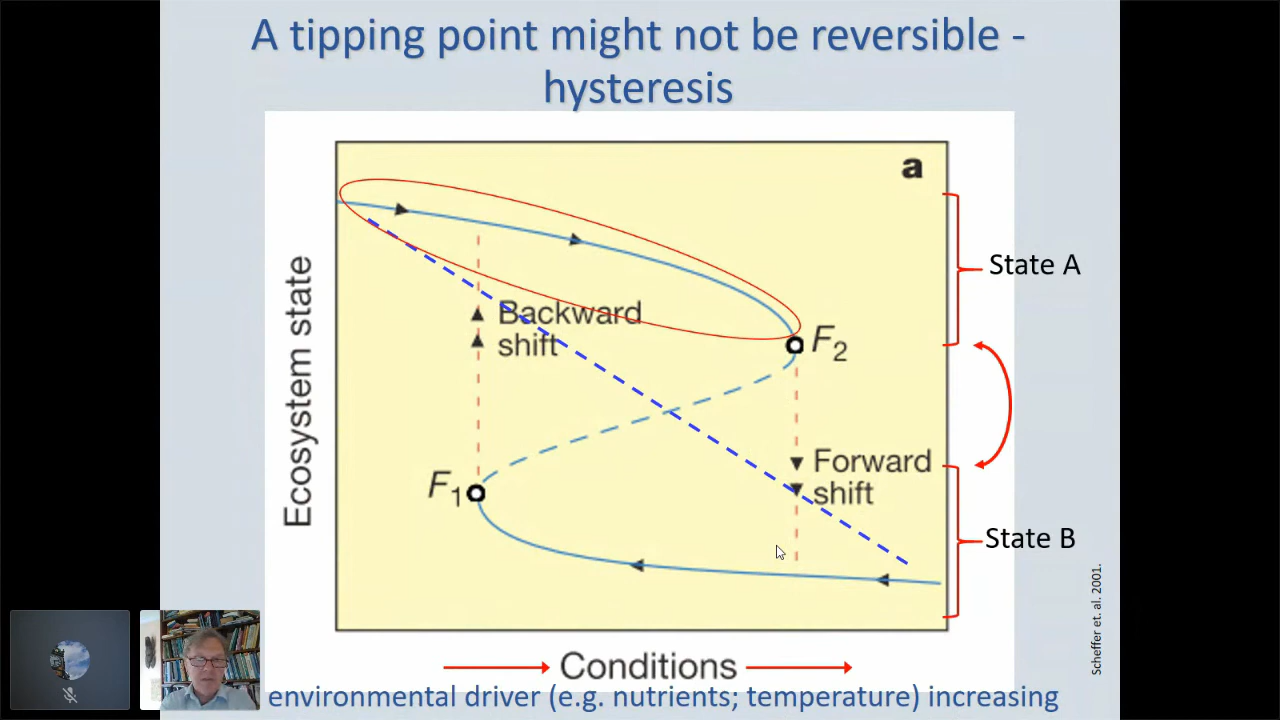 A tipping point might not be reversible -
hysteresis
a
State A
Backward
shift
F2
Ecosystem state
Forward
shift
F1
State B
Scheffer et. al. 2001.
Conditions
environmental driver (e.g. nutrients; temperature) increasing